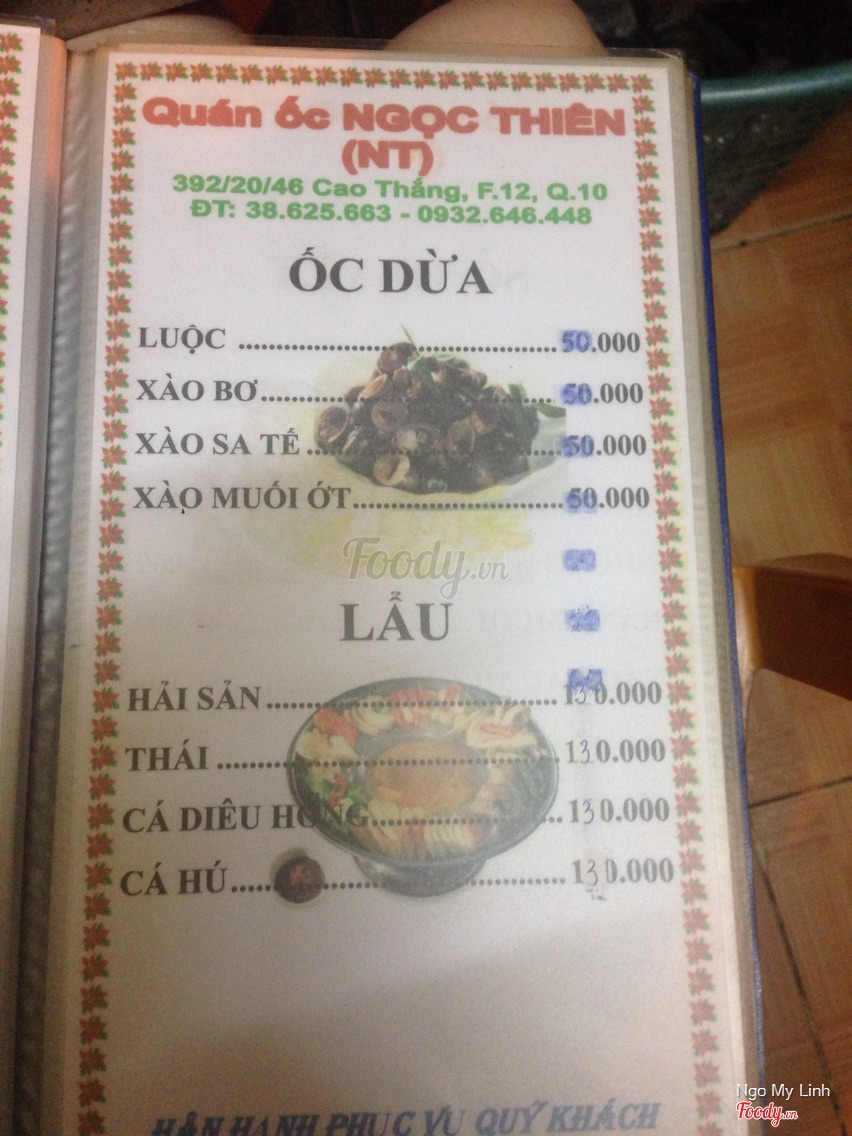 Quán ốc NGỌC THIÊN
(NT)
392/20/46 Cao Thắng, F.12, Q.10
ĐT: 38.625.663 - 0932.646.448
ỐC DỪA
LUỘC ........ 50.000
XÀO BƠ ........ 50.000
XÀO SA TẾ ........ 50.000
XÀO MUỐI ỚT ........ 50.000
Foody.vn
LẨU
HẢI SẢN ........ 130.000
THÁI ........ 130.000
CÁ DIÊU HỒNG ........ 130.000
CÁ HÚ ........ 130.000
HÂN HẠNH PHỤC VỤ QUÝ KHÁCH
Ngo My Linh
Foody.vn